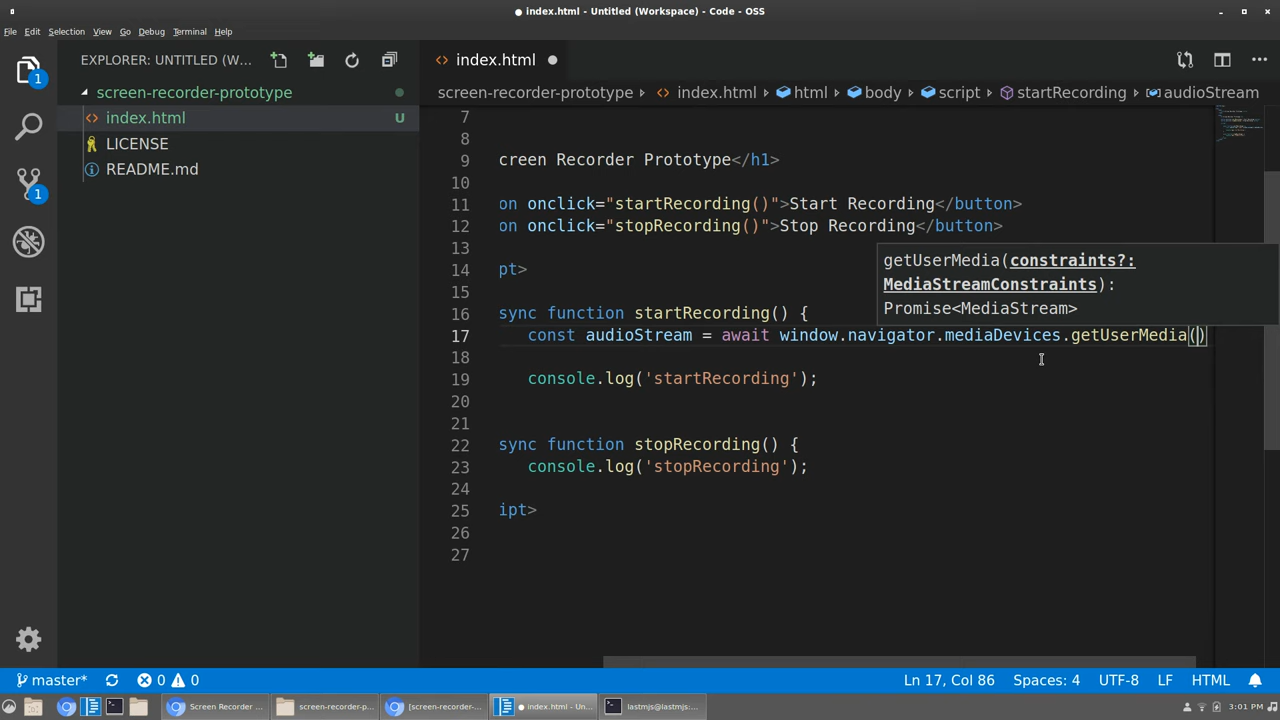 ● index.html - Untitled (Workspace) - Code - OSS
File Edit Selection View Go Debug Terminal Help
EXPLORER: UNTITLED (W...
index.html
screen-recorder-prototype
index.html U
LICENSE
README.md
1
1
screen-recorder-prototype › index.html › html › body › script › startRecording › audioStream
7
8
9 creen Recorder Prototype</h1>
10
11 on onclick="startRecording()">Start Recording</button>
12 on onclick="stopRecording()">Stop Recording</button>
13
14 pt>
15
16 sync function startRecording() {
17 const audioStream = await window.navigator.mediaDevices.getUserMedia()
18
19 console.log('startRecording');
20
21
22 sync function stopRecording() {
23 console.log('stopRecording');
24
25 ipt>
26
27
getUserMedia(constraints?:
MediaStreamConstraints):
Promise<MediaStream>
master* 0 0 Ln 17, Col 86 Spaces: 4 UTF-8 LF HTML
Screen Recorder ... screen-recorder-p... [screen-recorder-... ● index.html - Un... lastmjs@lastmjs:... 3:01 PM